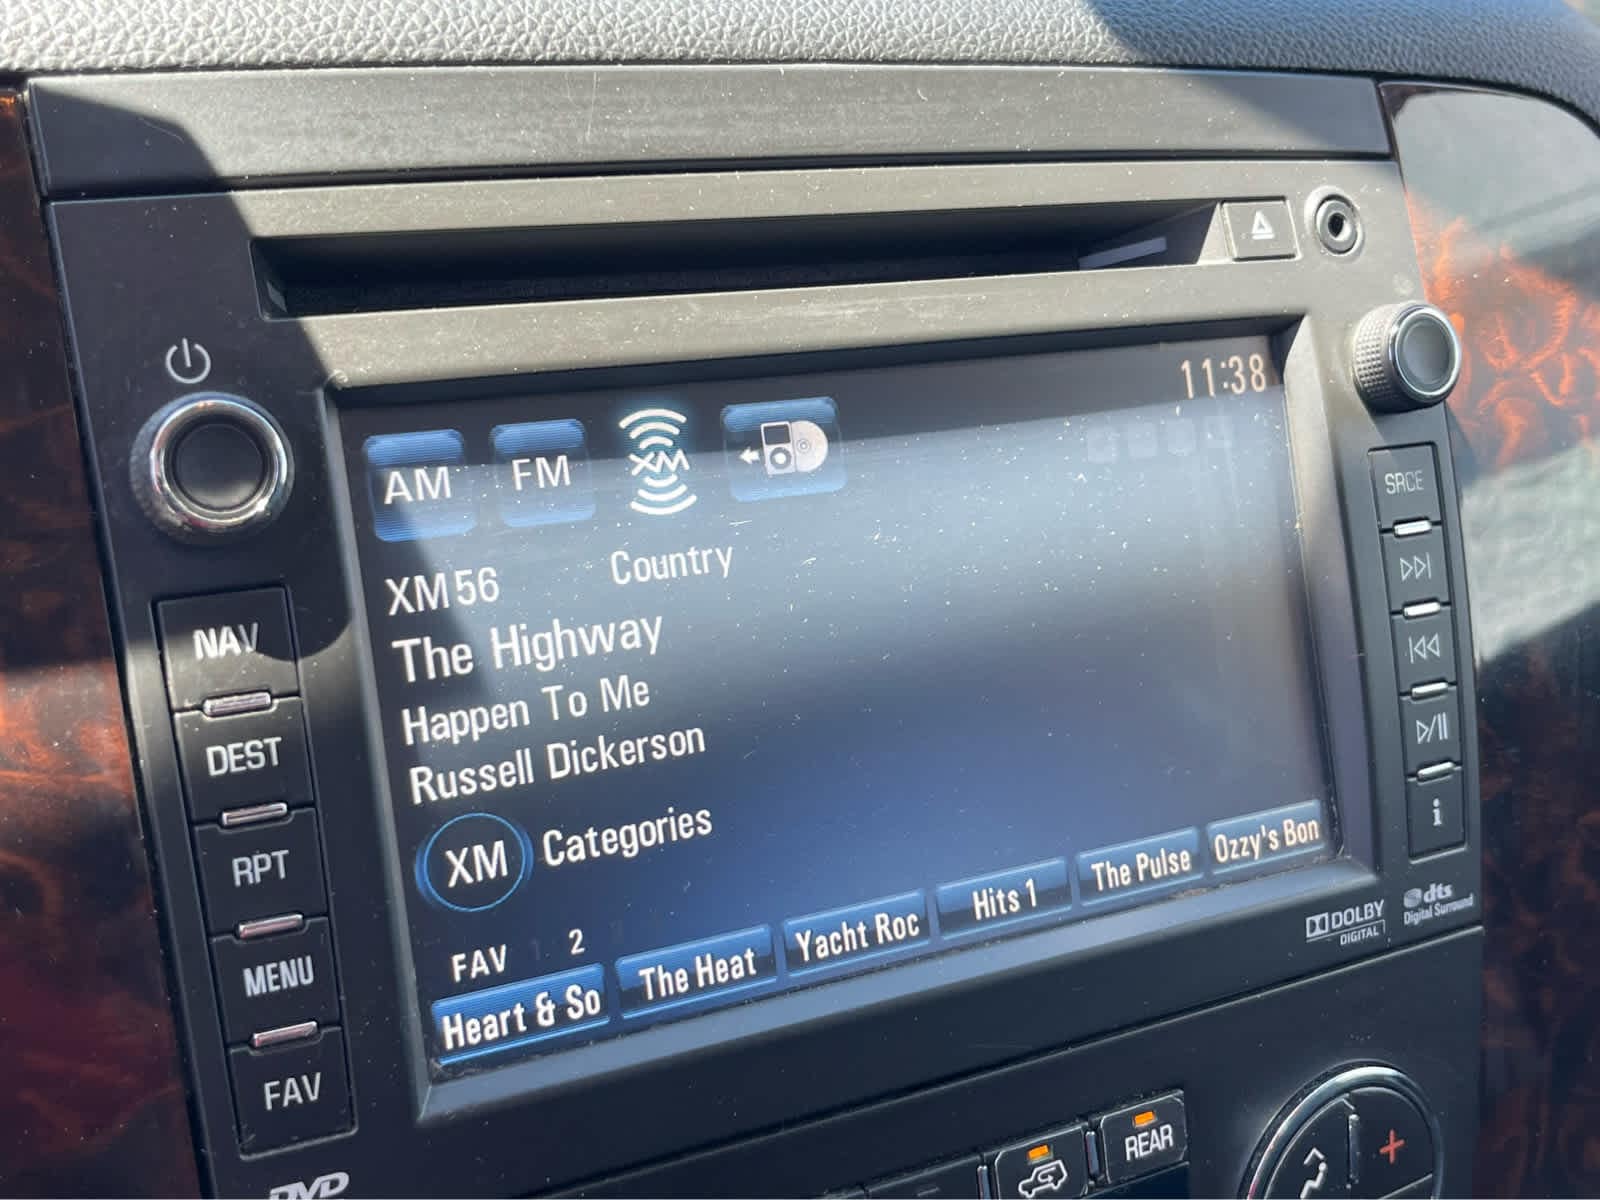 11:38
AM FM XM
XM56 Country
The Highway
Happen To Me
Russell Dickerson
XM Categories
FAV 2
Heart & So The Heat Yacht Roc Hits 1 The Pulse Ozzy's Bon
NAV
DEST
RPT
MENU
FAV
SRCE
i
DOLBY
DIGITAL
dts
Digital Surround
DVD
REAR